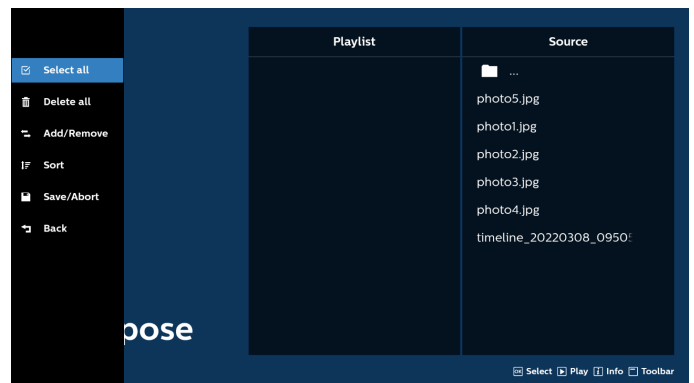 Select all
Delete all
Add/Remove
Sort
Save/Abort
Back
pose
Playlist
Source
...
photo5.jpg
photo1.jpg
photo2.jpg
photo3.jpg
photo4.jpg
timeline_20220308_0950
OK Select Play i Info Toolbar